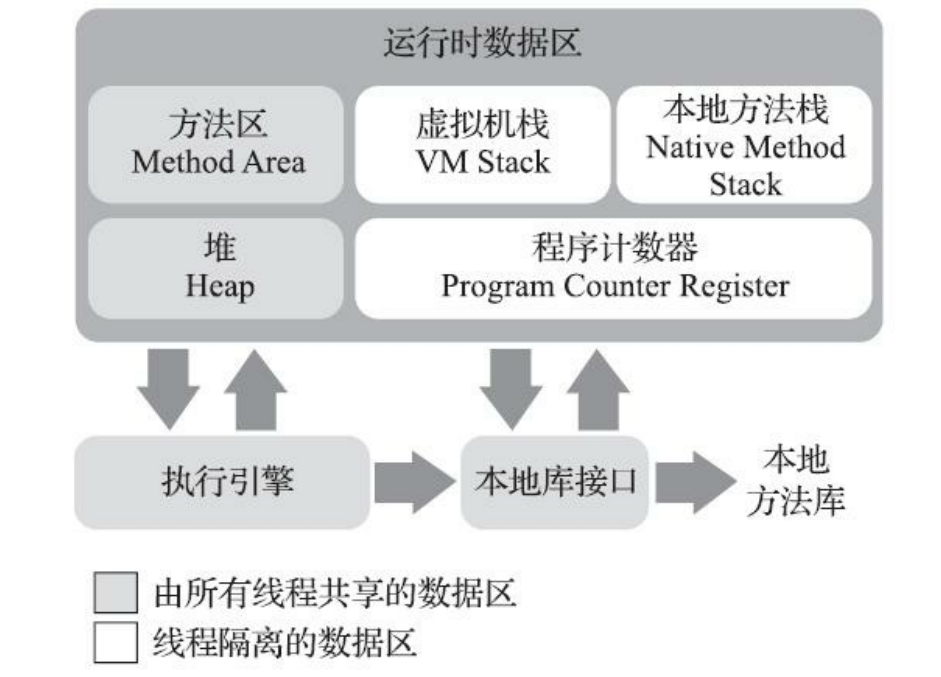 运行时数据区
方法区
Method Area
虚拟机栈
VM Stack
本地方法栈
Native Method
Stack
堆
Heap
程序计数器
Program Counter Register
执行引擎
本地库接口
本地
方法库
由所有线程共享的数据区
线程隔离的数据区